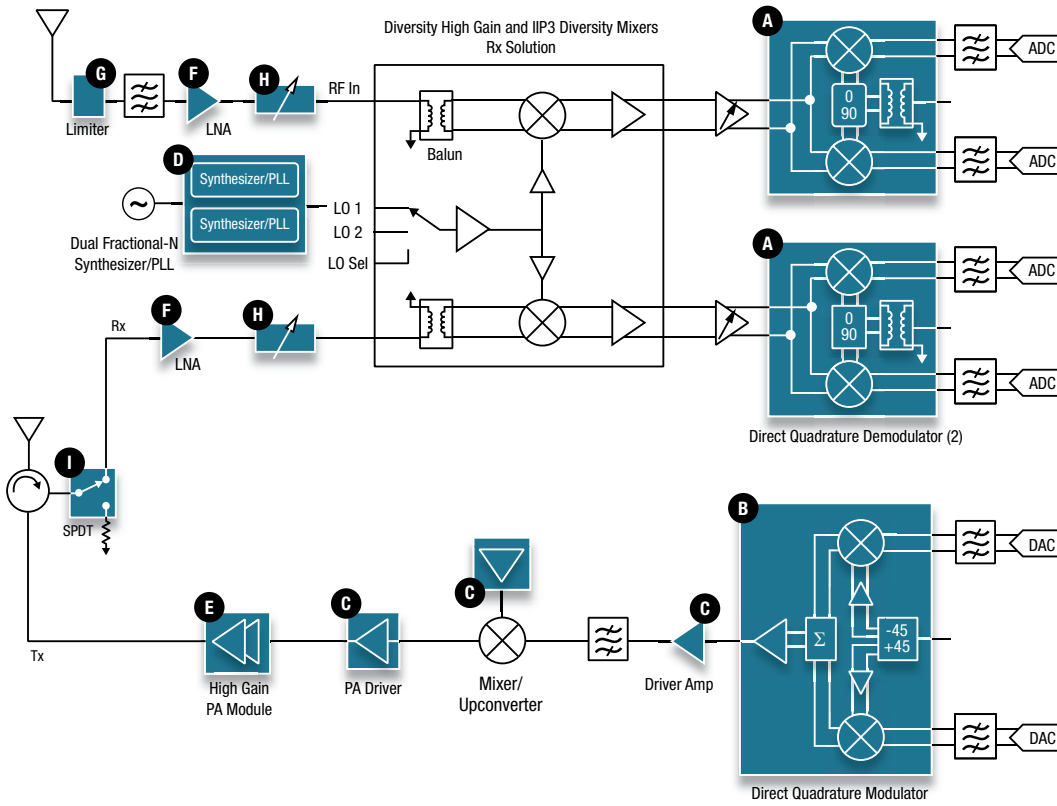 Diversity High Gain and IIP3 Diversity Mixers
Rx Solution
A
ADC
G
F
H
RF In
Limiter
LNA
Balun
0
90
ADC
D
Synthesizer/PLL
Synthesizer/PLL
LO 1
LO 2
LO Sel
Dual Fractional-N
Synthesizer/PLL
A
ADC
F
H
Rx
LNA
0
90
ADC
Direct Quadrature Demodulator (2)
I
SPDT
B
DAC
E
C
C
C
Σ
-45
+45
Tx
High Gain
PA Module
PA Driver
Mixer/
Upconverter
Driver Amp
DAC
Direct Quadrature Modulator